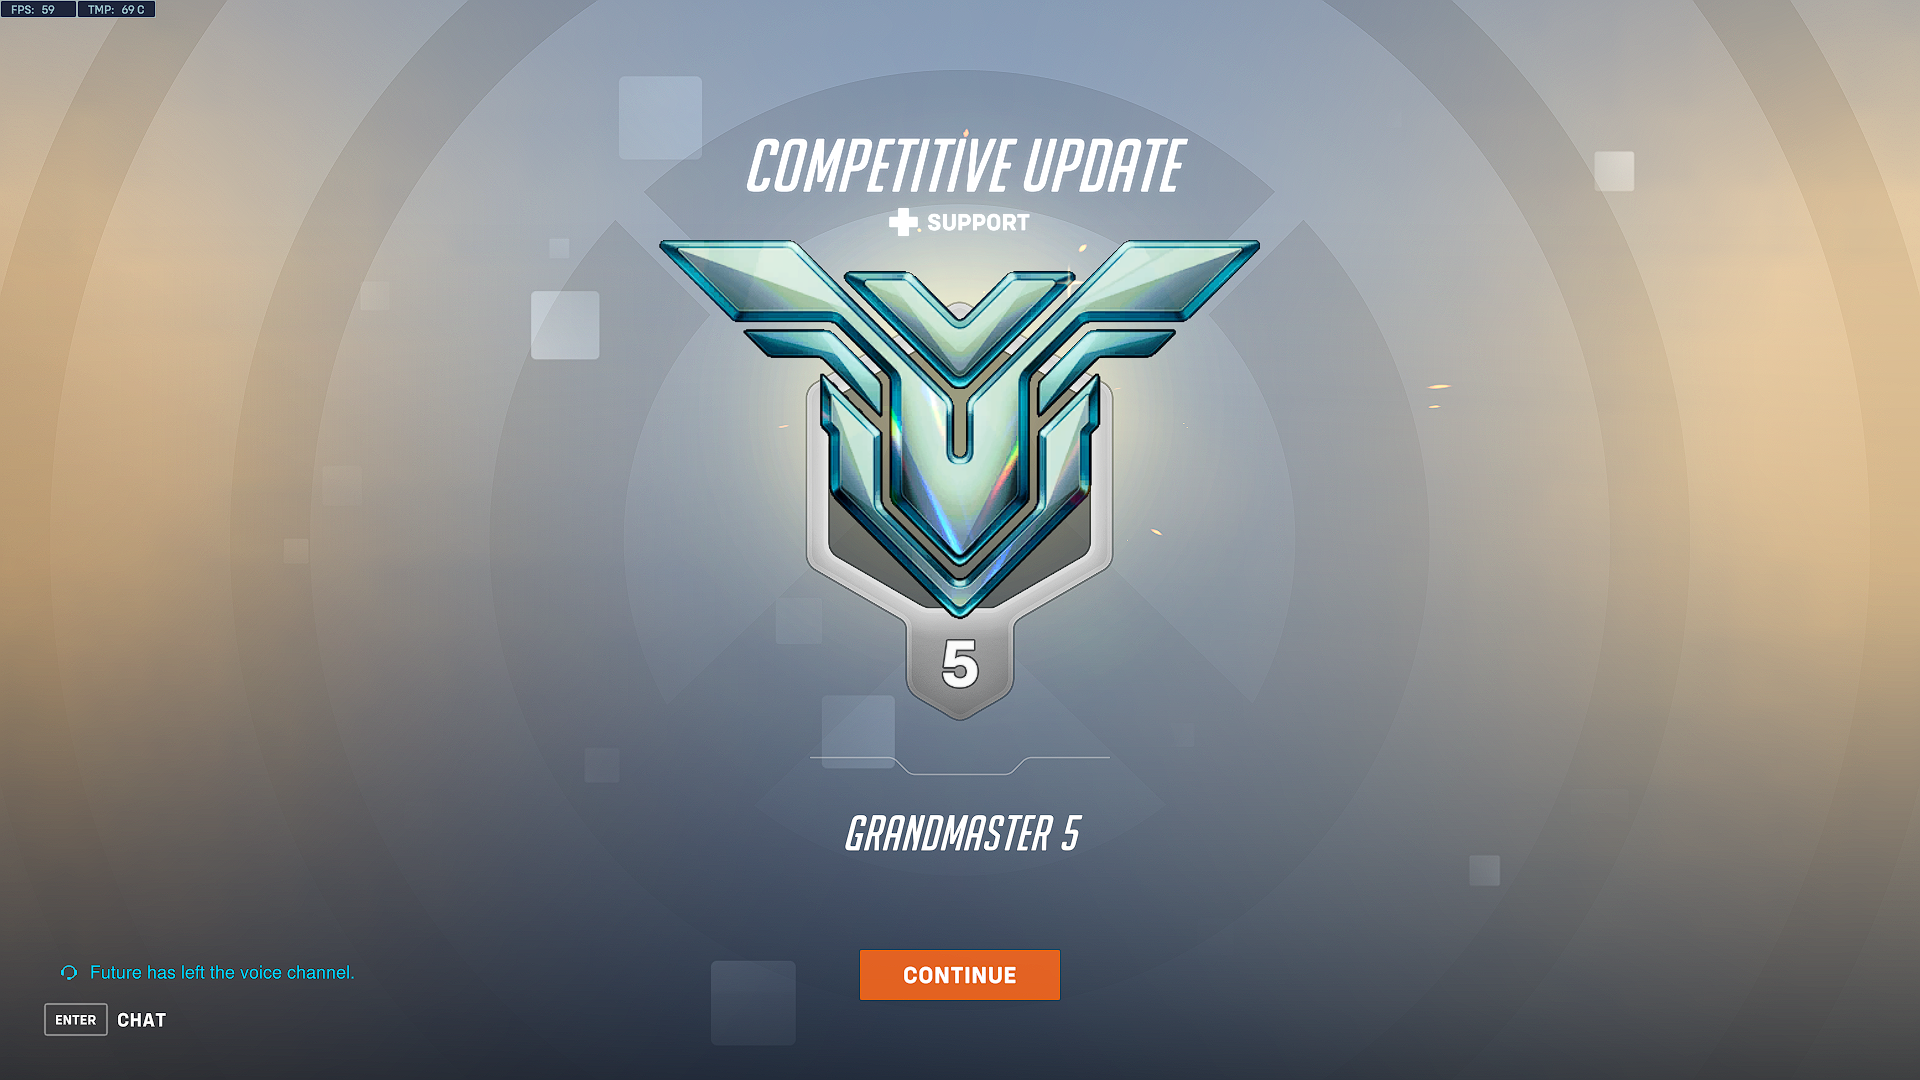 FPS: 59 TMP: 69 C
COMPETITIVE UPDATE
SUPPORT
5
GRANDMASTER 5
CONTINUE
Future has left the voice channel.
ENTER CHAT